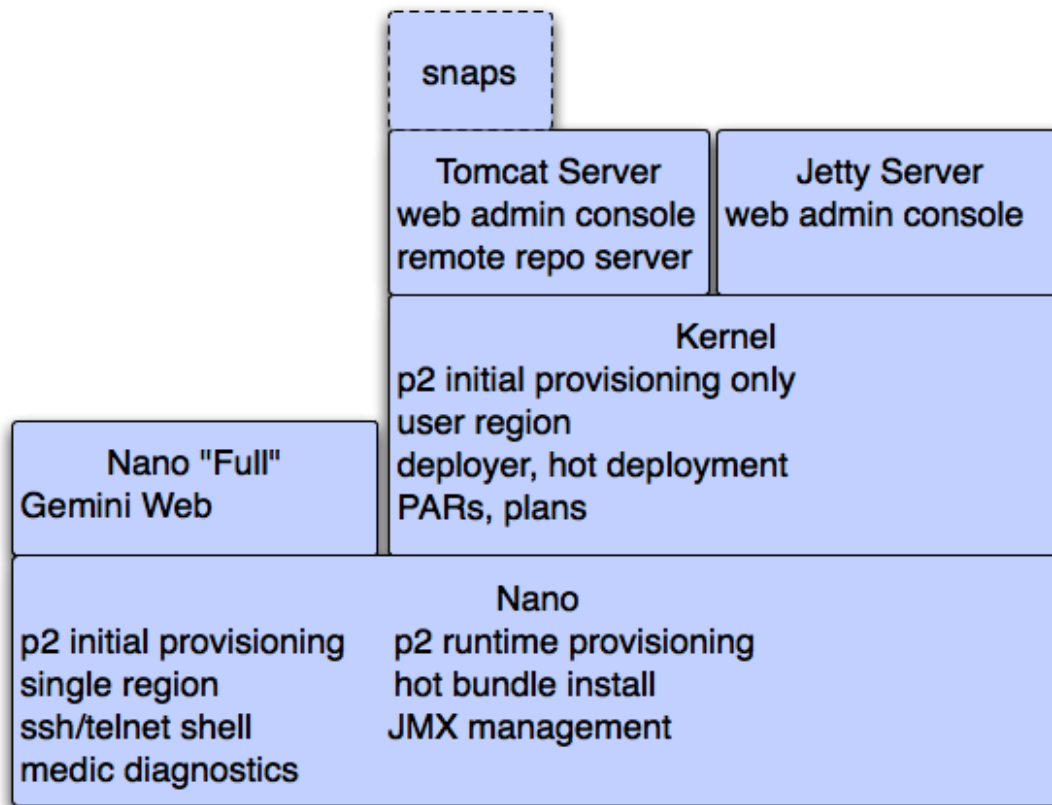 snaps
Tomcat Server
web admin console
remote repo server
Jetty Server
web admin console
Kernel
p2 initial provisioning only
user region
deployer, hot deployment
PARs, plans
Nano "Full"
Gemini Web
Nano
p2 initial provisioning
single region
ssh/telnet shell
medic diagnostics
p2 runtime provisioning
hot bundle install
JMX management